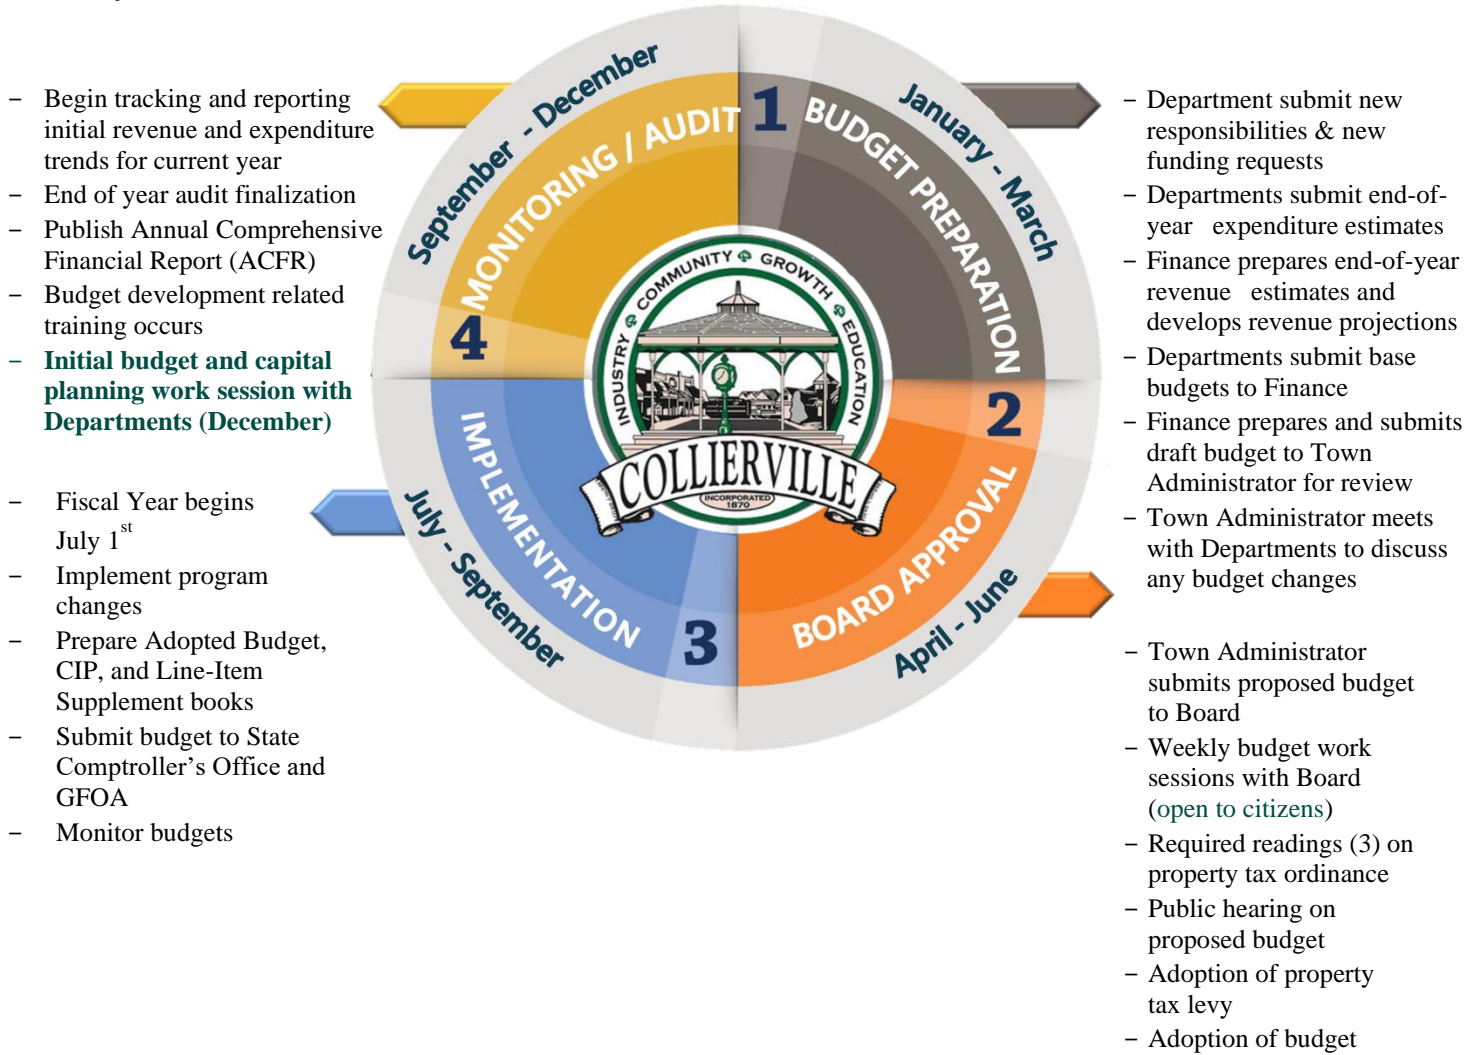 – Begin tracking and reporting
initial revenue and expenditure
trends for current year
– End of year audit finalization
– Publish Annual Comprehensive
Financial Report (ACFR)
– Budget development related
training occurs
– Initial budget and capital
planning work session with
Departments (December)
– Fiscal Year begins
July 1st
– Implement program
changes
– Prepare Adopted Budget,
CIP, and Line-Item
Supplement books
– Submit budget to State
Comptroller’s Office and
GFOA
– Monitor budgets
September - December
MONITORING / AUDIT
4
1
BUDGET PREPARATION
January - March
INDUSTRY COMMUNITY GROWTH EDUCATION
COLLIERVILLE
INCORPORATED
1870
2
BOARD APPROVAL
April - June
3
IMPLEMENTATION
July - September
– Department submit new
responsibilities & new
funding requests
– Departments submit end-of-
year expenditure estimates
– Finance prepares end-of-year
revenue estimates and
develops revenue projections
– Departments submit base
budgets to Finance
– Finance prepares and submits
draft budget to Town
Administrator for review
– Town Administrator meets
with Departments to discuss
any budget changes
– Town Administrator
submits proposed budget
to Board
– Weekly budget work
sessions with Board
(open to citizens)
– Required readings (3) on
property tax ordinance
– Public hearing on
proposed budget
– Adoption of property
tax levy
– Adoption of budget